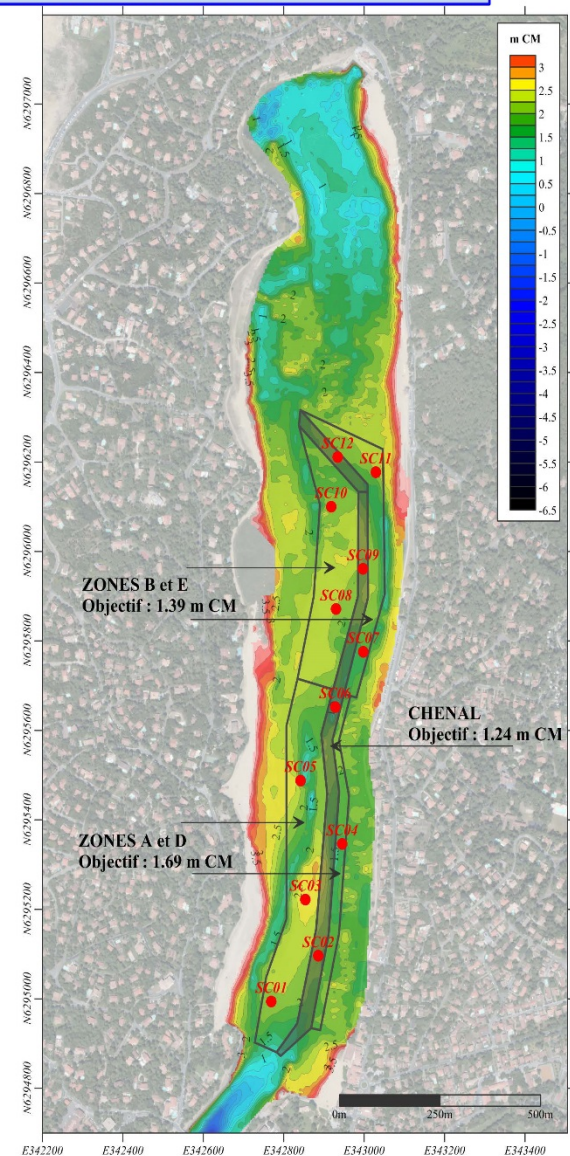 m CM
3
2.5
2
1.5
1
0.5
0
-0.5
-1
-1.5
-2
-2.5
-3
-3.5
-4
-4.5
-5
-5.5
-6
-6.5
N6297000
N6296800
N6296600
N6296400
N6296200
N6296000
N6295800
N6295600
N6295400
N6295200
N6295000
N6294800
SC12
SC11
SC10
SC09
ZONES B et E
Objectif : 1.39 m CM
SC08
SC07
SC06
CHENAL
Objectif : 1.24 m CM
SC05
SC04
ZONES A et D
Objectif : 1.69 m CM
SC03
SC02
SC01
0m 250m 500m
E342200 E342400 E342600 E342800 E343000 E343200 E343400